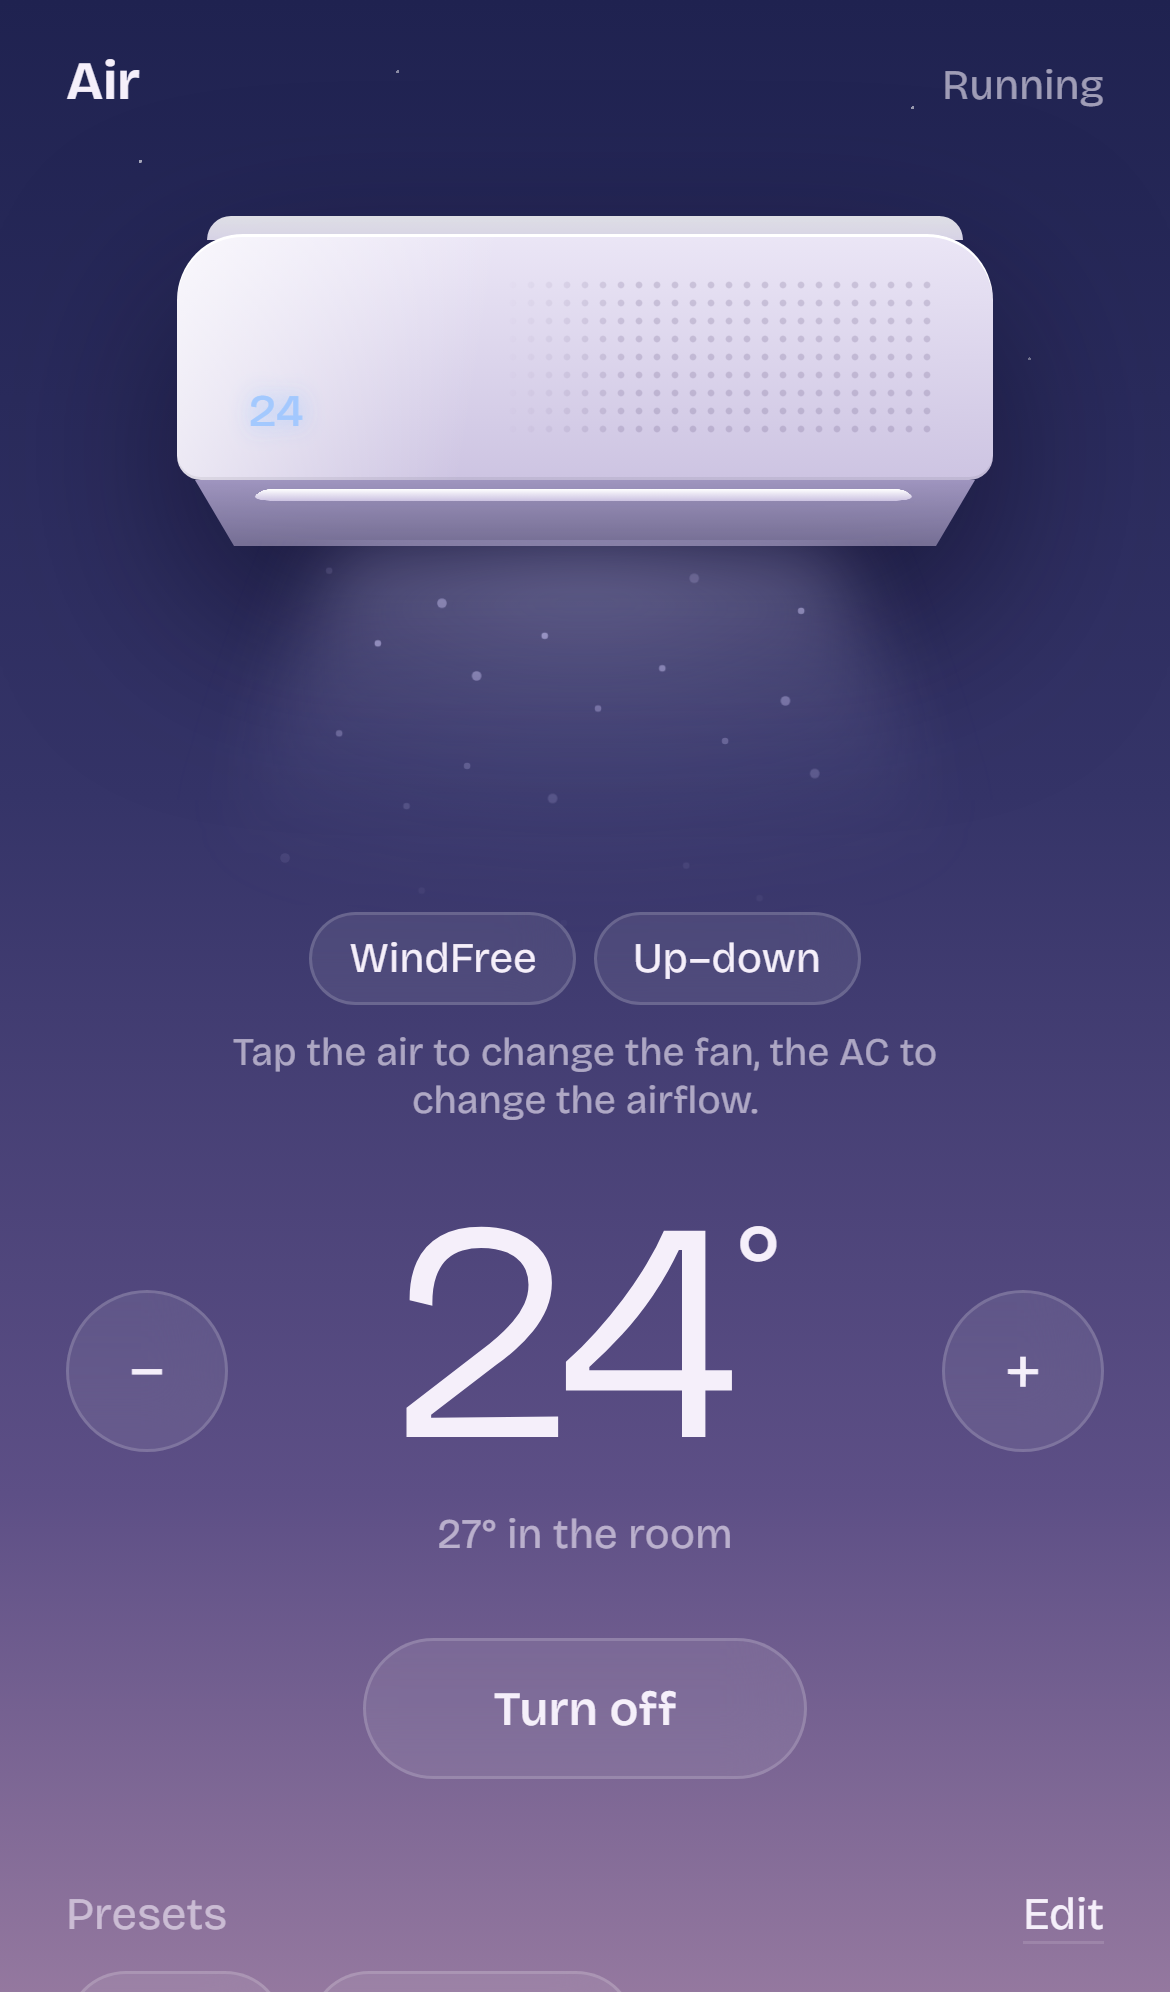 Air
Running
24
WindFree
Up–down
Tap the air to change the fan, the AC to
change the airflow.
24°
−
+
27° in the room
Turn off
Presets
Edit